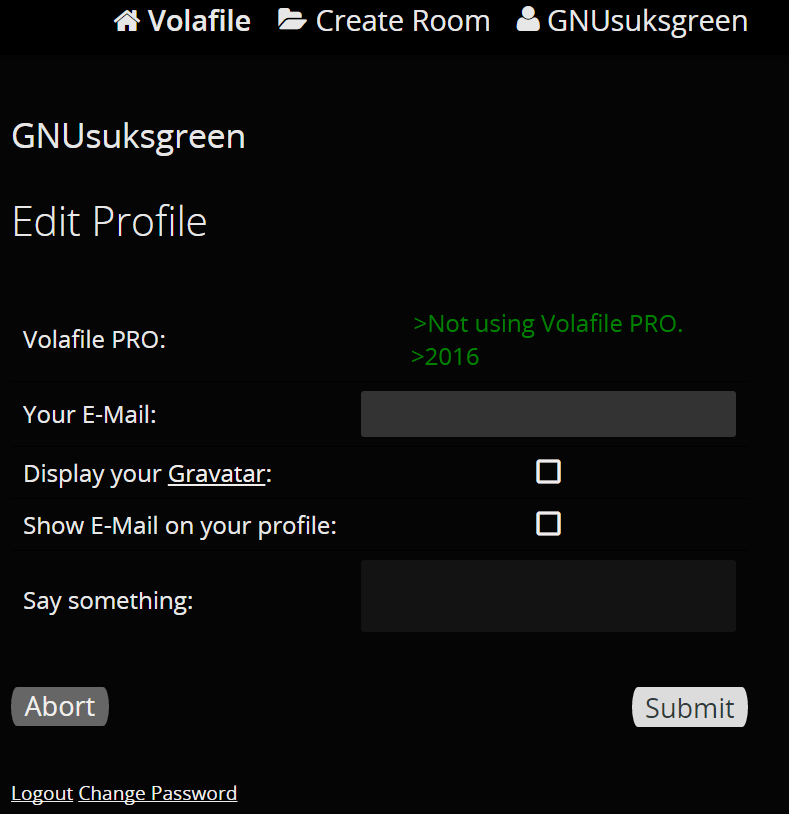 Volafile Create Room GNUsuksgreen
GNUsuksgreen
Edit Profile
Volafile PRO:
>Not using Volafile PRO.
>2016
Your E-Mail:
Display your Gravatar:
Show E-Mail on your profile:
Say something:
Abort Submit
Logout Change Password